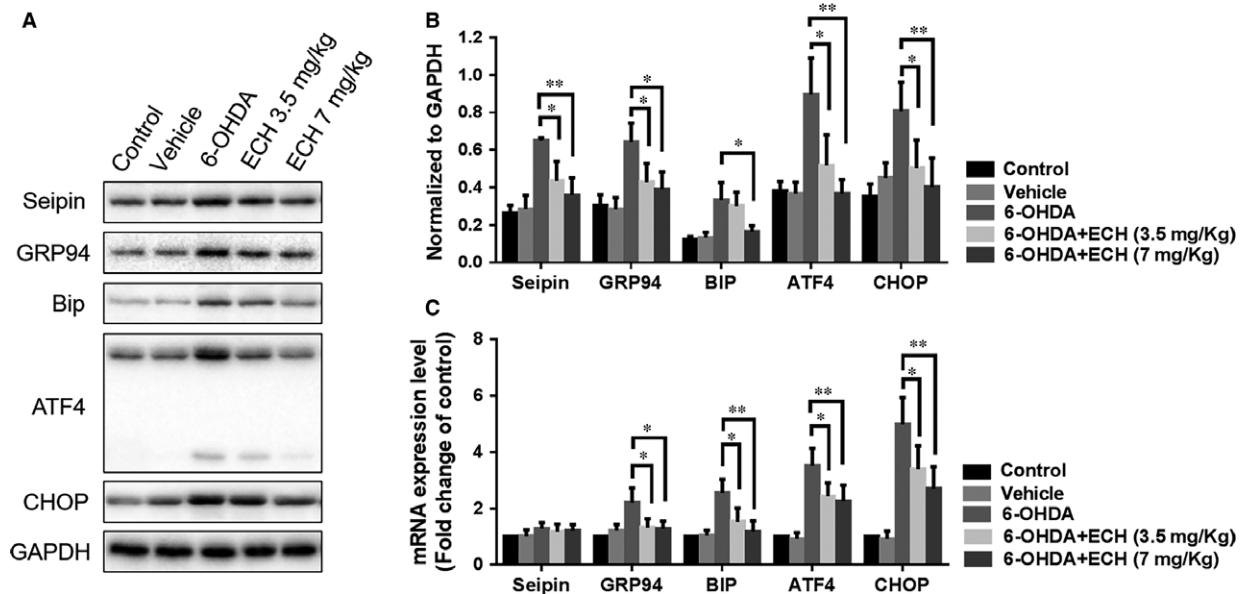 A
Control
Vehicle
6-OHDA
ECH 3.5 mg/kg
ECH 7 mg/kg
Seipin
GRP94
Bip
ATF4
CHOP
GAPDH
B
Normalized to GAPDH
1.2
1.0
0.8
0.6
0.4
0.2
0.0
** * * * * ** * ** *
Seipin GRP94 BIP ATF4 CHOP
Control
Vehicle
6-OHDA
6-OHDA+ECH (3.5 mg/Kg)
6-OHDA+ECH (7 mg/Kg)
C
mRNA expression level
(Fold change of control)
8
6
4
2
0
* * ** * ** * ** *
Seipin GRP94 BIP ATF4 CHOP
Control
Vehicle
6-OHDA
6-OHDA+ECH (3.5 mg/Kg)
6-OHDA+ECH (7 mg/Kg)